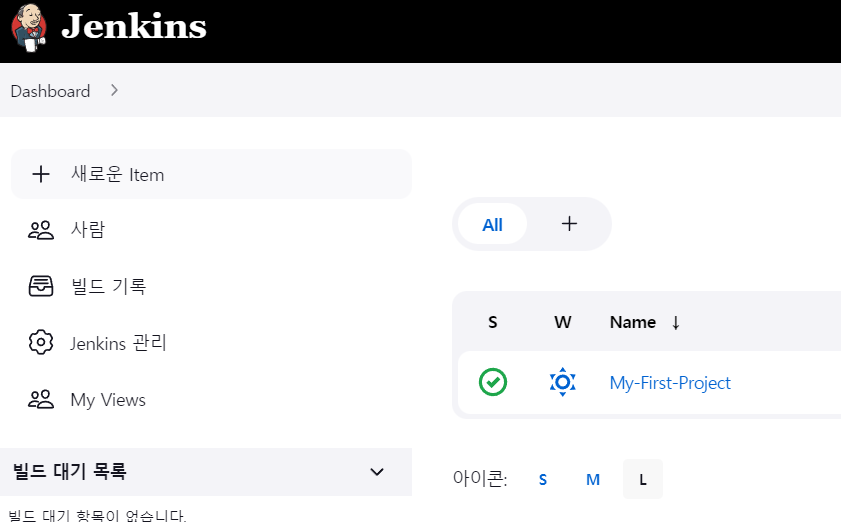 Jenkins
Dashboard
새로운 Item
사람
빌드 기록
Jenkins 관리
My Views
빌드 대기 목록
빌드 대기 항목이 없습니다.
All +
S W Name ↓
My-First-Project
아이콘: S M L